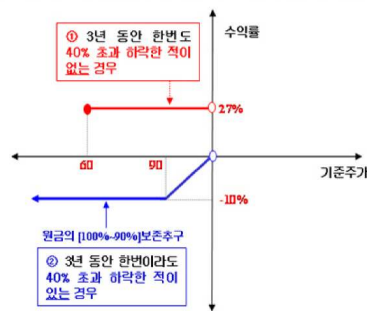 수익률
① 3년 동안 한번도
40% 초과 하락한 적이
없는 경우
27%
60
90
기준주가
-10%
원금의 [100%~90%]보존추구
② 3년 동안 한번이라도
40% 초과 하락한 적이
있는 경우